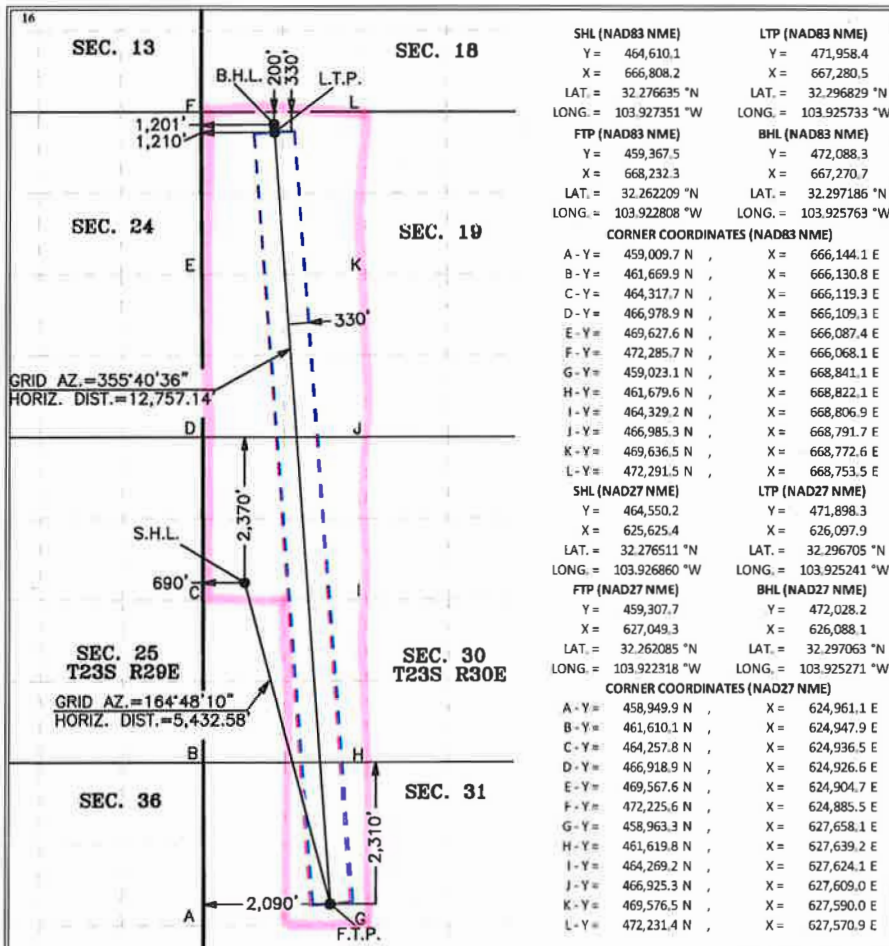 16
SEC. 13
SEC. 18
B.H.L.
200'
330'
L.T.P.
F
L
1,201'
1,210'
SEC. 24
SEC. 19
E
K
330'
GRID AZ.=355°40'36"
HORIZ. DIST.=12,757.14'
D
J
2,370'
S.H.L.
690'
C
I
SEC. 25
T23S R29E
SEC. 30
T23S R30E
GRID AZ.=164°48'10"
HORIZ. DIST.=5,432.58'
B
H
SEC. 36
SEC. 31
2,310'
2,090'
A
G
F.T.P.
SHL (NAD83 NME) LTP (NAD83 NME)
Y = 464,610.1 Y = 471,958.4
X = 666,808.2 X = 667,280.5
LAT. = 32.276635 °N LAT. = 32.296829 °N
LONG. = 103.927351 °W LONG. = 103.925733 °W
FTP (NAD83 NME) BHL (NAD83 NME)
Y = 459,367.5 Y = 472,088.3
X = 668,232.3 X = 667,270.7
LAT. = 32.262209 °N LAT. = 32.297186 °N
LONG. = 103.922808 °W LONG. = 103.925763 °W
CORNER COORDINATES (NAD83 NME)
A - Y = 459,009.7 N , X = 666,144.1 E
B - Y = 461,669.9 N , X = 666,130.8 E
C - Y = 464,317.7 N , X = 666,119.3 E
D - Y = 466,978.9 N , X = 666,109.3 E
E - Y = 469,627.6 N , X = 666,087.4 E
F - Y = 472,285.7 N , X = 666,068.1 E
G - Y = 459,023.1 N , X = 668,841.1 E
H - Y = 461,679.6 N , X = 668,822.1 E
I - Y = 464,329.2 N , X = 668,806.9 E
J - Y = 466,985.3 N , X = 668,791.7 E
K - Y = 469,636.5 N , X = 668,772.6 E
L - Y = 472,291.5 N , X = 668,753.5 E
SHL (NAD27 NME) LTP (NAD27 NME)
Y = 464,550.2 Y = 471,898.3
X = 625,625.4 X = 626,097.9
LAT. = 32.276511 °N LAT. = 32.296705 °N
LONG. = 103.926860 °W LONG. = 103.925241 °W
FTP (NAD27 NME) BHL (NAD27 NME)
Y = 459,307.7 Y = 472,028.2
X = 627,049.3 X = 626,088.1
LAT. = 32.262085 °N LAT. = 32.297063 °N
LONG. = 103.922318 °W LONG. = 103.925271 °W
CORNER COORDINATES (NAD27 NME)
A - Y = 458,949.9 N , X = 624,961.1 E
B - Y = 461,610.1 N , X = 624,947.9 E
C - Y = 464,257.8 N , X = 624,936.5 E
D - Y = 466,918.9 N , X = 624,926.6 E
E - Y = 469,567.6 N , X = 624,904.7 E
F - Y = 472,225.6 N , X = 624,885.5 E
G - Y = 458,963.3 N , X = 627,658.1 E
H - Y = 461,619.8 N , X = 627,639.2 E
I - Y = 464,269.2 N , X = 627,624.1 E
J - Y = 466,925.3 N , X = 627,609.0 E
K - Y = 469,576.5 N , X = 627,590.0 E
L - Y = 472,231.4 N , X = 627,570.9 E